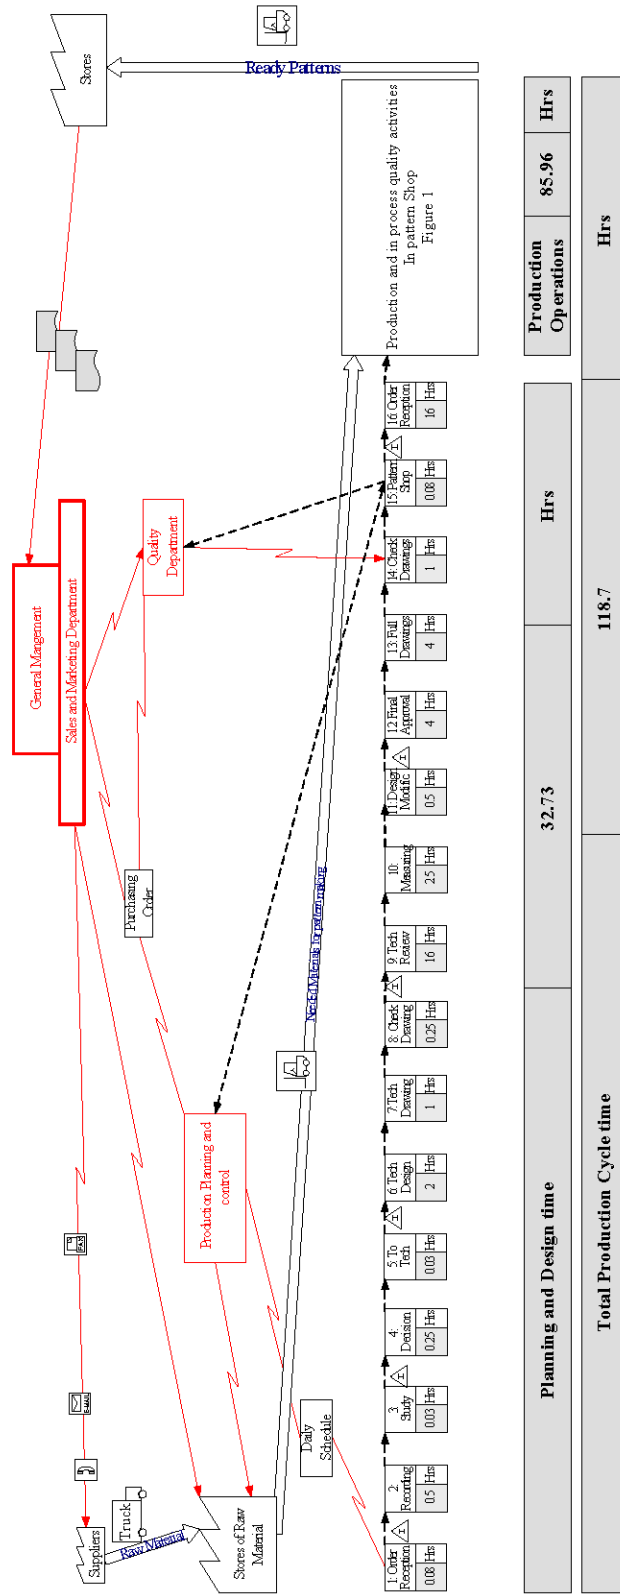 General Mangement
Sales and Marketing Department
Stores
Ready Patterns
Suppliers
Truck
Raw Material
E-MAIL
FAX
Purchasing
Order
Quality
Department
Production Planning and
control
Stores of Raw
Material
Daily
Schedule
Needed Materials for pattern making
Production and in process quality activities
In pattern Shop
Figure 1
1: Order
Reception
0.08 Hrs
I
2:
Recording
0.5 Hrs
3:
Study
0.03 Hrs
I
4:
Decision
0.25 Hrs
5: To
Tech
0.03 Hrs
I
6: Tech
Design
2 Hrs
7: Tech
Drawing
1 Hrs
8: Check
Drawing
0.25 Hrs
I
9: Tech
Review
16 Hrs
10:
Measuring
2.5 Hrs
11: Design
Modific
0.5 Hrs
I
12: Final
Approval
4 Hrs
13: Full
Drawings
4 Hrs
14: Check
Drawings
1 Hrs
15: Pattern
Shop
0.08 Hrs
I
16: Order
Reception
16 Hrs
Planning and Design time 32.73 Hrs
Production
Operations 85.96 Hrs
Total Production Cycle time 118.7 Hrs